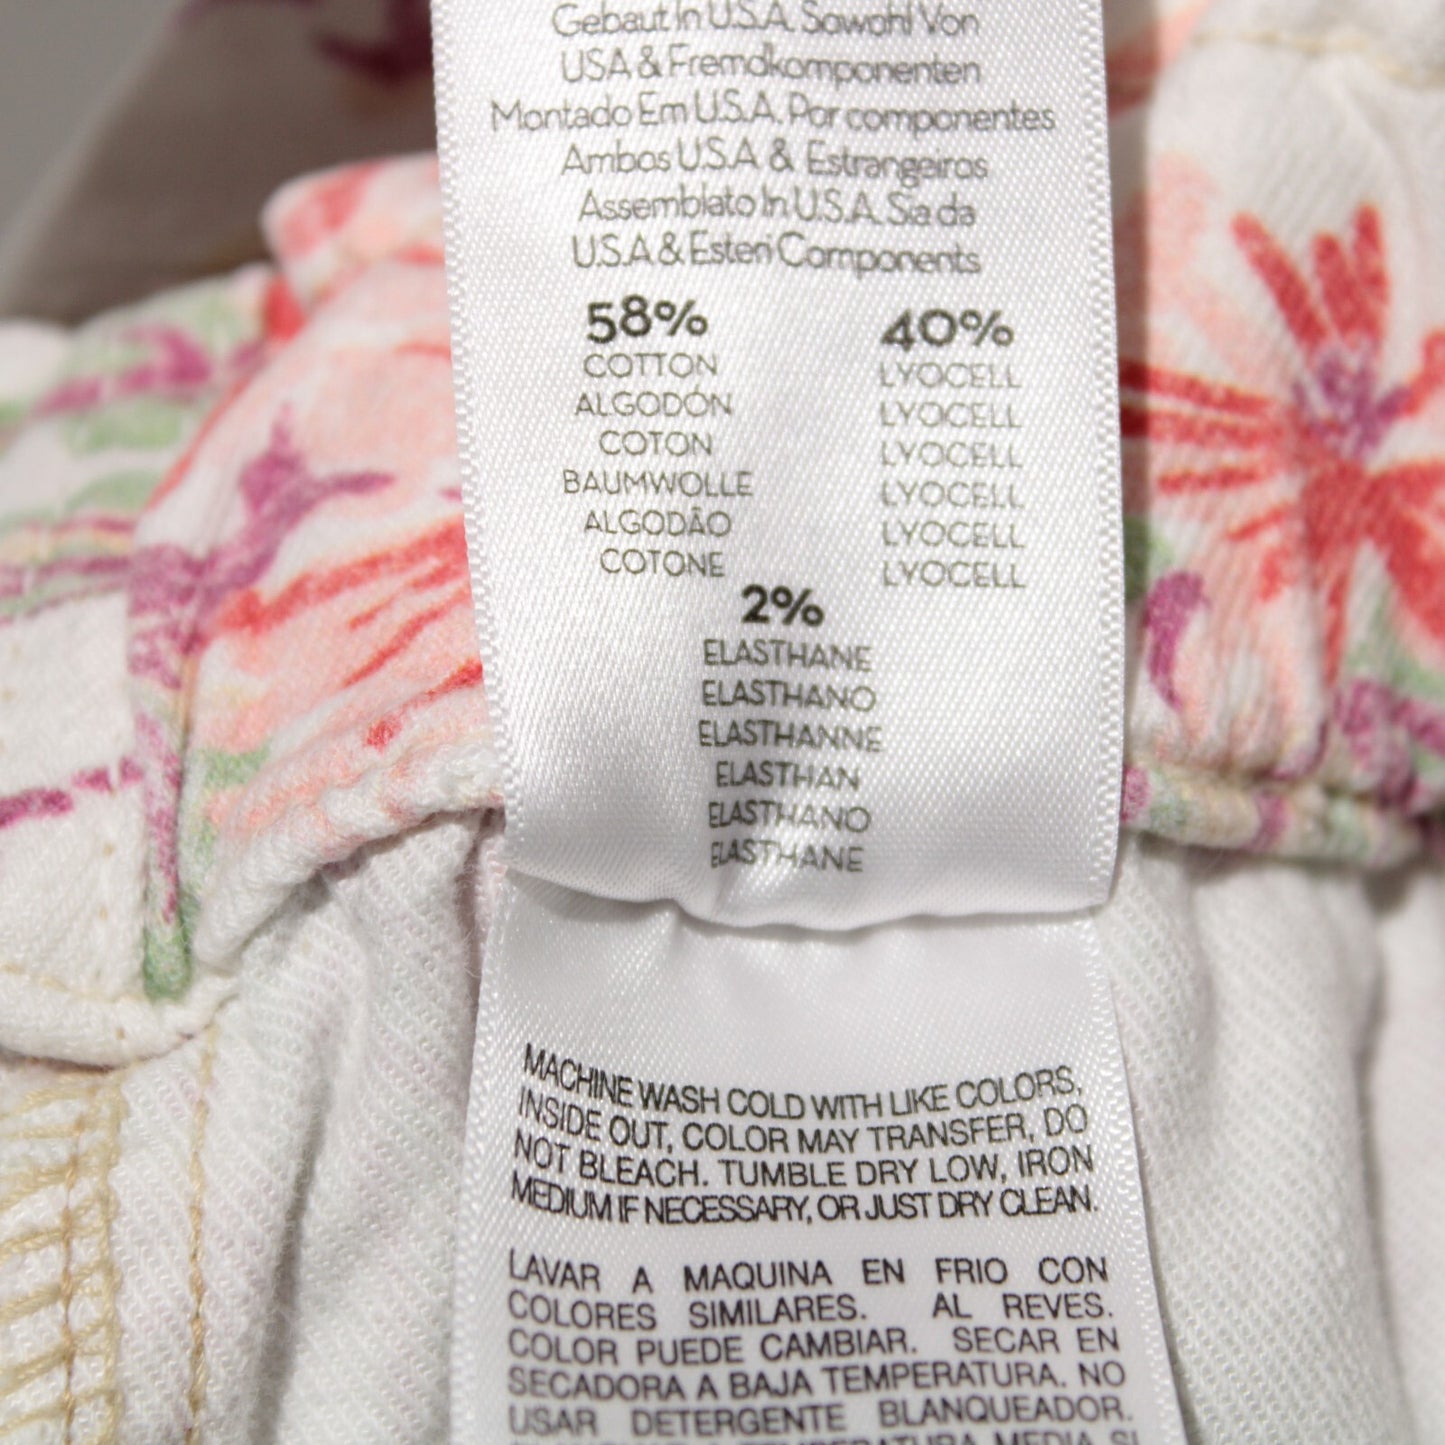 Gebaut In U.S.A. Sowohl Von
USA & Fremdkomponenten
Montado Em U.S.A. Por componentes
Ambos U.S.A & Estrangeiros
Assemblato In U.S.A. Sia da
U.S.A & Esteri Components
58%
COTTON
ALGODÓN
COTON
BAUMWOLLE
ALGODÃO
COTONE
40%
LYOCELL
LYOCELL
LYOCELL
LYOCELL
LYOCELL
LYOCELL
2%
ELASTHANE
ELASTHANO
ELASTHANNE
ELASTHAN
ELASTHANO
ELASTHANE
MACHINE WASH COLD WITH LIKE COLORS,
INSIDE OUT, COLOR MAY TRANSFER, DO
NOT BLEACH. TUMBLE DRY LOW, IRON
MEDIUM IF NECESSARY, OR JUST DRY CLEAN.
LAVAR A MAQUINA EN FRIO CON
COLORES SIMILARES. AL REVES.
COLOR PUEDE CAMBIAR. SECAR EN
SECADORA A BAJA TEMPERATURA. NO
USAR DETERGENTE BLANQUEADOR.
TEMPERATURA MEDIA SI